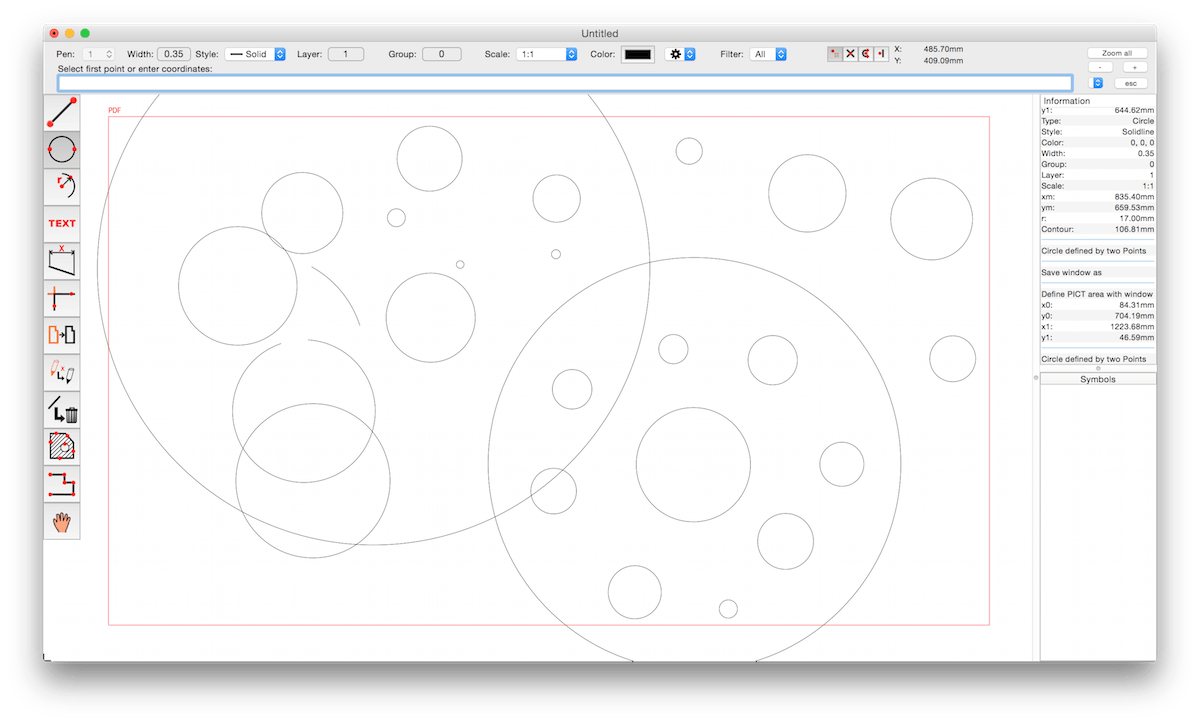 Untitled
Pen: 1 Width: 0.35 Style: Solid Layer: 1 Group: 0 Scale: 1:1 Color: Filter: All X: 485.70mm
Y: 409.09mm
Zoom all
Select first point or enter coordinates:
- +
esc
PDF
r
TEXT
X
x
Information
y1: 644.62mm
Type: Circle
Style: Solidline
Color: 0, 0, 0
Width: 0.35
Group: 0
Layer: 1
Scale: 1:1
xm: 835.40mm
ym: 659.53mm
r: 17.00mm
Contour: 106.81mm
Circle defined by two Points
Save window as
Define PICT area with window
x0: 84.31mm
y0: 704.19mm
x1: 1223.68mm
y1: 46.59mm
Circle defined by two Points
Symbols